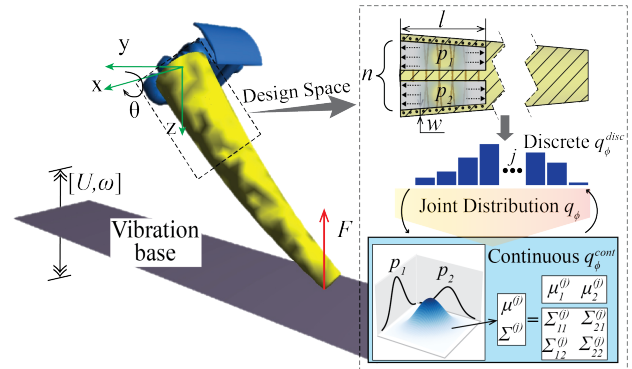 y
x
θ
z
[U,ω]
Vibration
base
F
Design Space
l
n
p₁
p₂
w
Discrete q_ϕ^disc
j
Joint Distribution q_ϕ
Continuous q_ϕ^cont
p₁ p₂
μ^(j)
Σ^(j)
=
μ₁^(j) μ₂^(j)
Σ₁₁^(j) Σ₂₁^(j)
Σ₁₂^(j) Σ₂₂^(j)